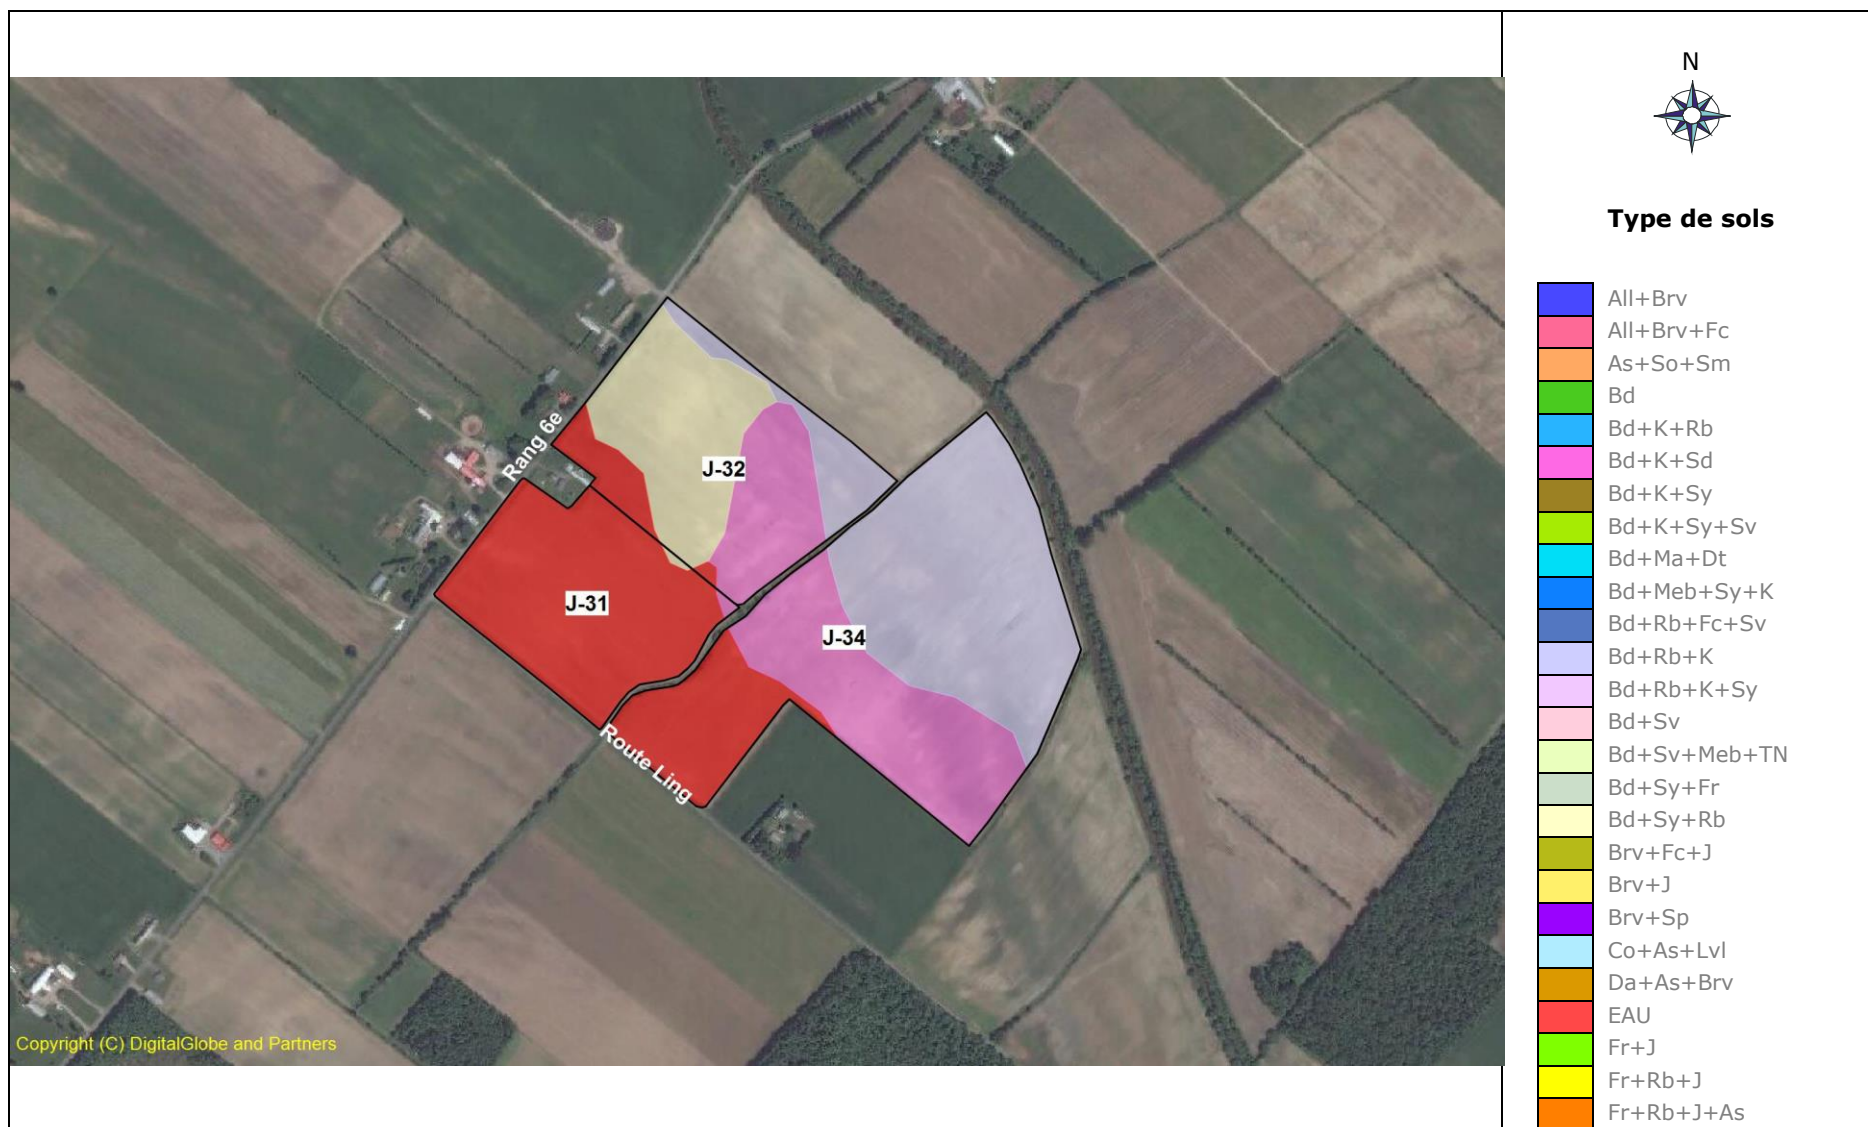 N
Type de sols
All+Brv
All+Brv+Fc
As+So+Sm
Bd
Bd+K+Rb
Bd+K+Sd
Bd+K+Sy
Bd+K+Sy+Sv
Bd+Ma+Dt
Bd+Meb+Sy+K
Bd+Rb+Fc+Sv
Bd+Rb+K
Bd+Rb+K+Sy
Bd+Sv
Bd+Sv+Meb+TN
Bd+Sy+Fr
Bd+Sy+Rb
Brv+Fc+J
Brv+J
Brv+Sp
Co+As+Lvl
Da+As+Brv
EAU
Fr+J
Fr+Rb+J
Fr+Rb+J+As
Rang 6e
J-32
J-31
J-34
Route Ling
Copyright (C) DigitalGlobe and Partners